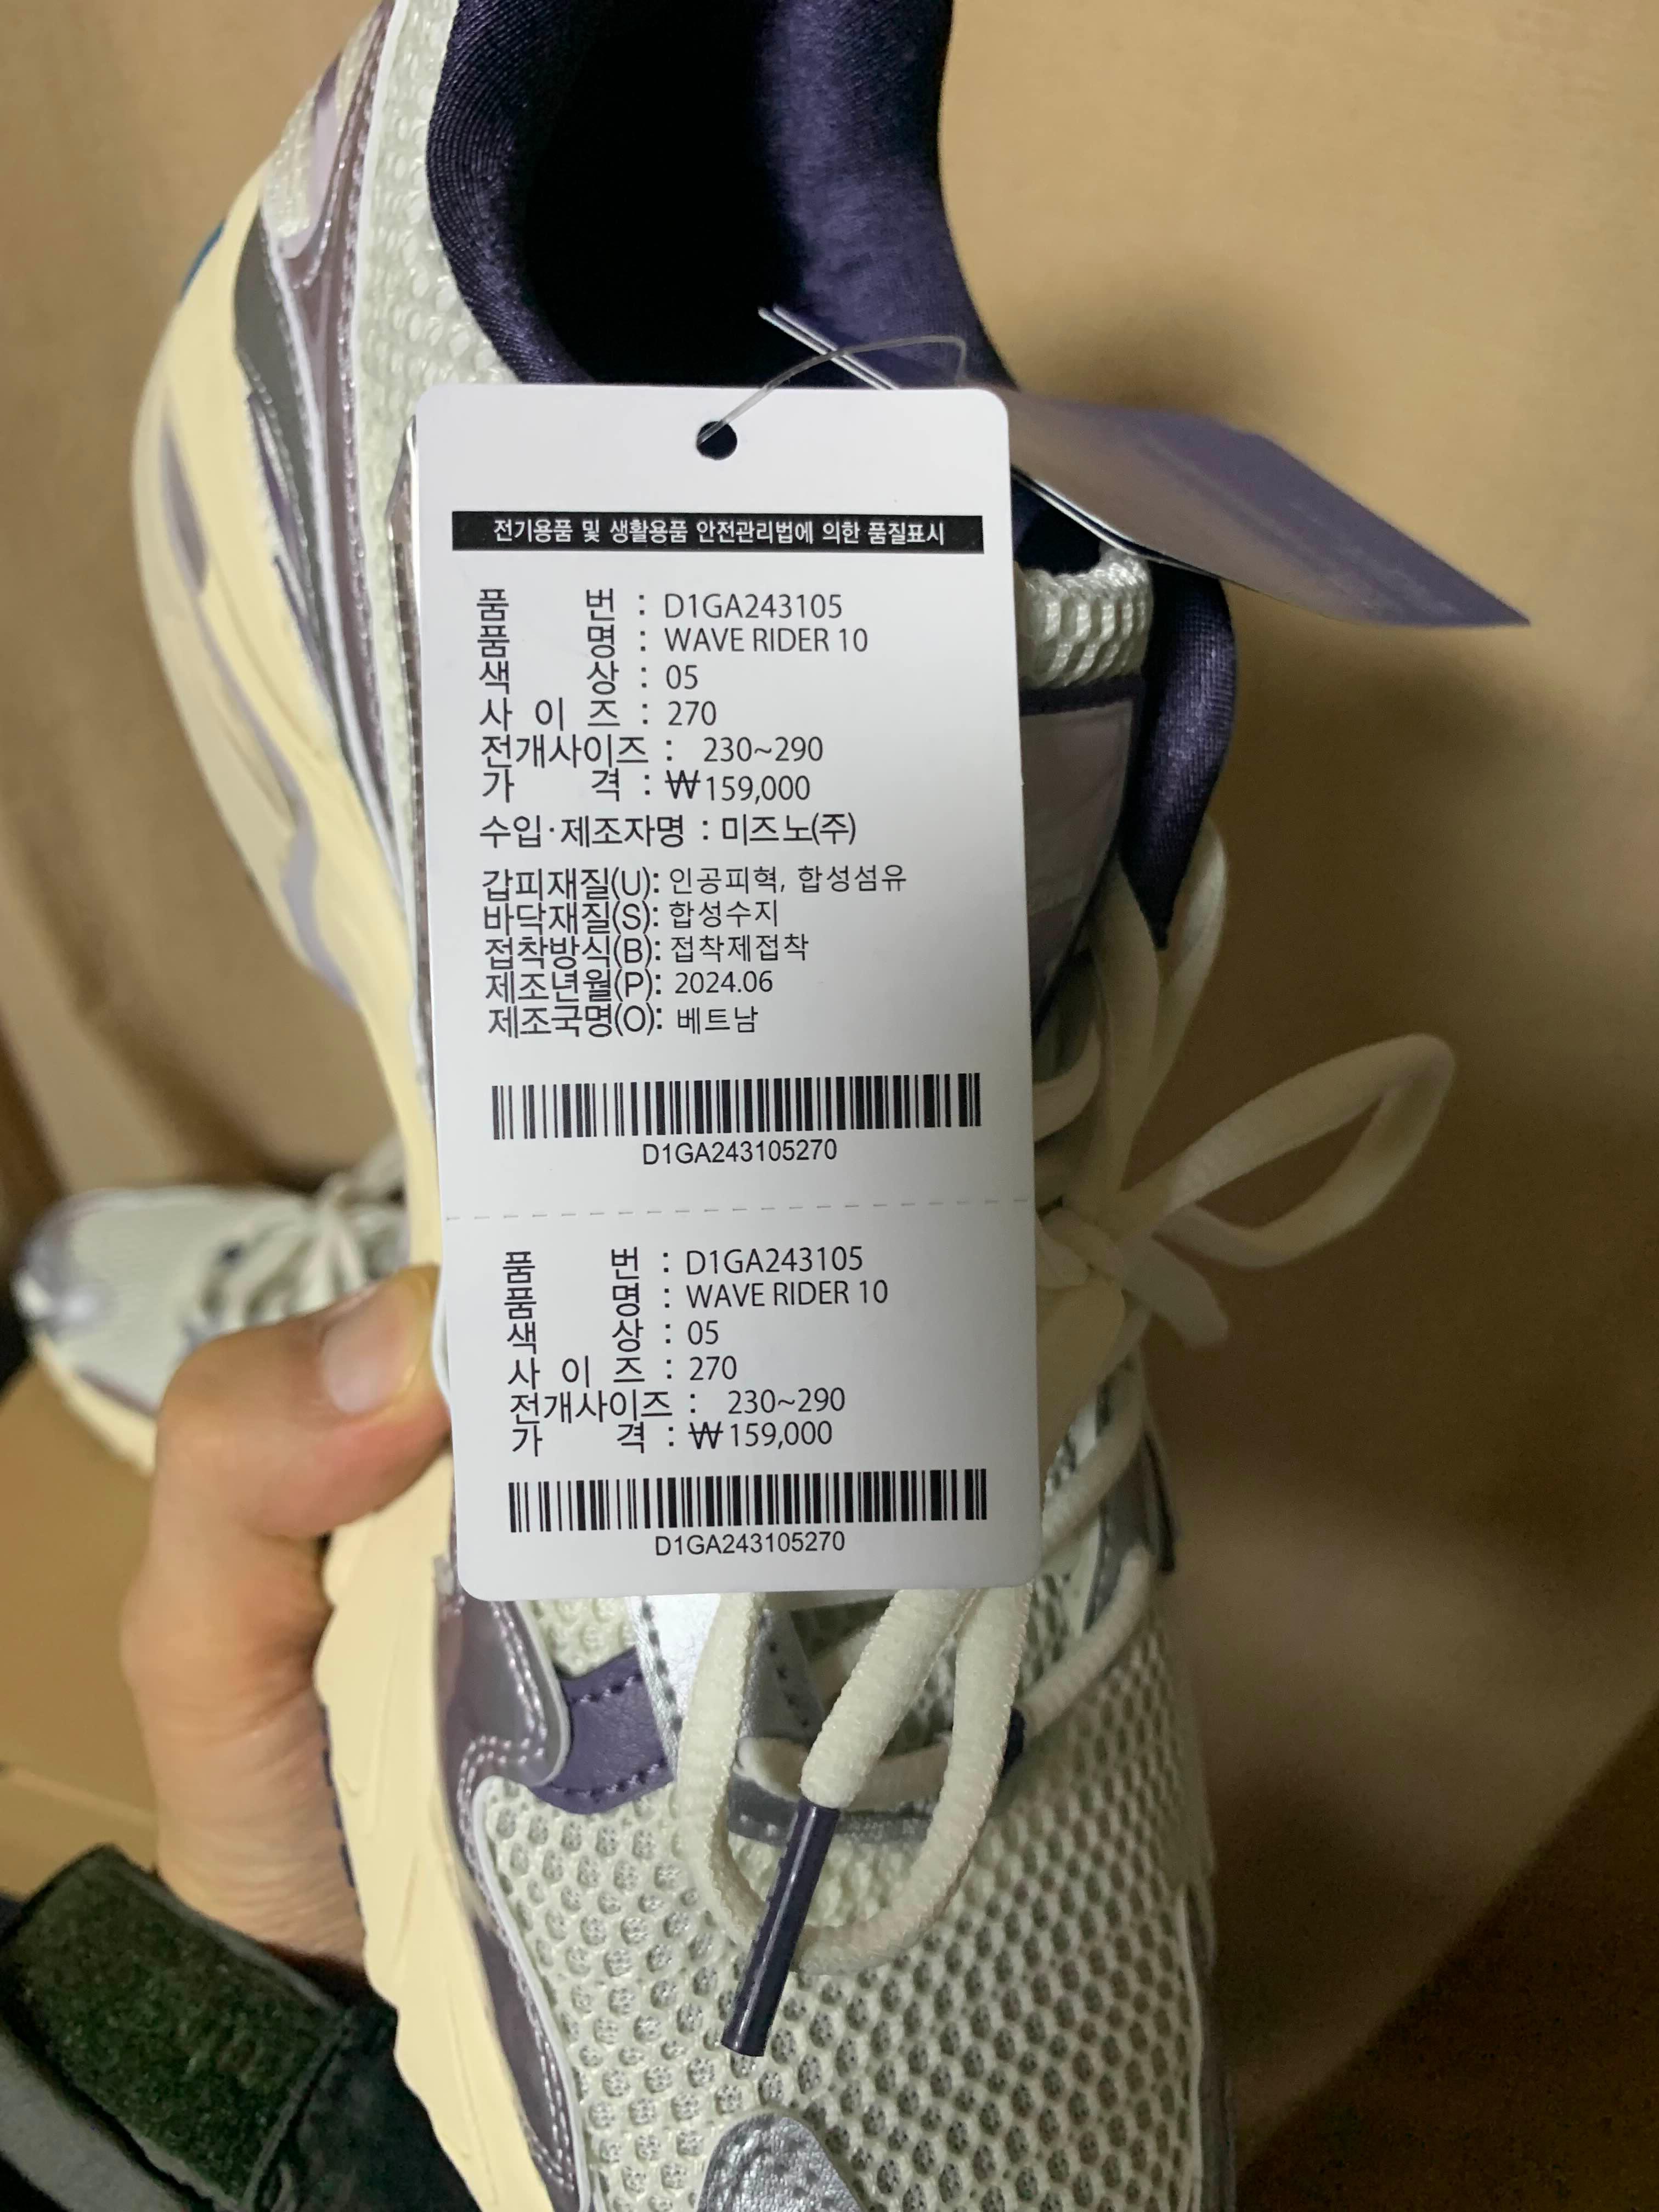 전기용품 및 생활용품 안전관리법에 의한 품질표시
품 번 : D1GA243105
품 명 : WAVE RIDER 10
색 상 : 05
사 이 즈 : 270
전개사이즈 : 230~290
가 격 : ₩159,000
수입·제조자명 : 미즈노(주)
갑피재질(U): 인공피혁, 합성섬유
바닥재질(S): 합성수지
접착방식(B): 접착제접착
제조년월(P): 2024.06
제조국명(O): 베트남
D1GA243105270
품 번 : D1GA243105
품 명 : WAVE RIDER 10
색 상 : 05
사 이 즈 : 270
전개사이즈 : 230~290
가 격 : ₩159,000
D1GA243105270